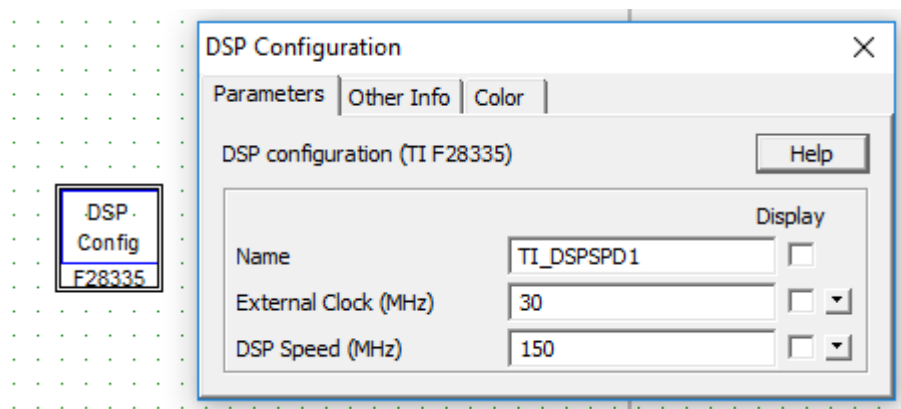 DSP Configuration
Parameters Other Info Color
DSP configuration (TI F28335) Help
Display
Name TI_DSPSPD1
External Clock (MHz) 30
DSP Speed (MHz) 150
DSP
Config
F28335